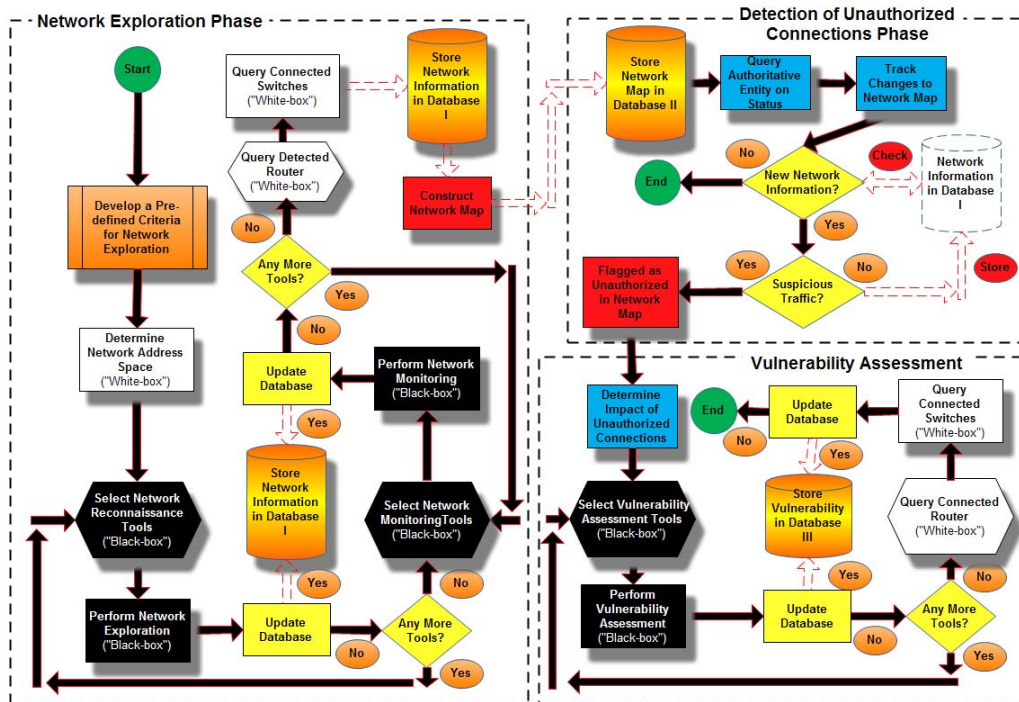 Network Exploration Phase
Start
Develop a Pre-
defined Criteria
for Network
Exploration
Determine
Network Address
Space
("White-box")
Select Network
Reconnaissance
Tools
("Black-box")
Perform Network
Exploration
("Black-box")
Update
Database
Yes
No
Any More
Tools?
Yes
No
Store
Network
Information
in Database
I
Select Network
MonitoringTools
("Black-box")
Perform Network
Monitoring
("Black-box")
Update
Database
Yes
No
Any More
Tools?
Yes
No
Query Detected
Router
("White-box")
Query Connected
Switches
("White-box")
Store
Network
Information
in Database
I
Construct
Network Map
Detection of Unauthorized
Connections Phase
Store
Network
Map in
Database II
Query
Authoritative
Entity on
Status
Track
Changes to
Network Map
New Network
Information?
No
End
Check
Network
Information
in Database
I
Yes
Suspicious
Traffic?
Yes
No
Store
Flagged as
Unauthorized
in Network
Map
Vulnerability Assessment
Determine
Impact of
Unauthorized
Connections
Select Vulnerability
Assessment Tools
("Black-box")
Perform
Vulnerability
Assessment
("Black-box")
Update
Database
Yes
No
Any More
Tools?
Yes
No
Store
Vulnerability
in Database
III
Query Connected
Router
("White-box")
Query
Connected
Switches
("White-box")
Update
Database
Yes
No
End